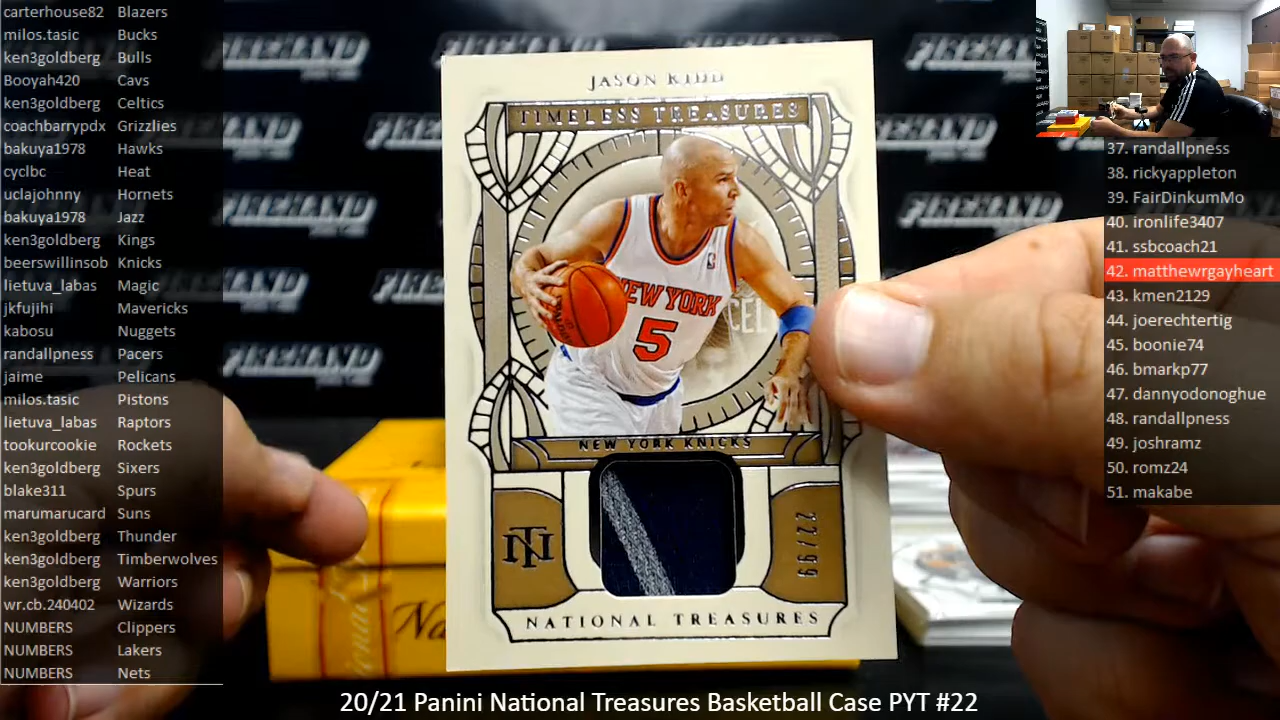 carterhouse82 Blazers
milos.tasic Bucks
ken3goldberg Bulls
Booyah420 Cavs
ken3goldberg Celtics
coachbarrypdx Grizzlies
bakuya1978 Hawks
cyclbc Heat
uclajohnny Hornets
bakuya1978 Jazz
ken3goldberg Kings
beerswillinsob Knicks
lietuva_labas Magic
jkfujihi Mavericks
kabosu Nuggets
randallpness Pacers
jaime Pelicans
milos.tasic Pistons
lietuva_labas Raptors
tookurcookie Rockets
ken3goldberg Sixers
blake311 Spurs
marumarucard Suns
ken3goldberg Thunder
ken3goldberg Timberwolves
ken3goldberg Warriors
wr.cb.240402 Wizards
NUMBERS Clippers
NUMBERS Lakers
NUMBERS Nets
FIREHAND
JASON KIDD
TIMELESS TREASURES
NEW YORK
5
NEW YORK KNICKS
NT
22/99
NATIONAL TREASURES
37. randallpness
38. rickyappleton
39. FairDinkumMo
40. ironlife3407
41. ssbcoach21
42. matthewrgayheart
43. kmen2129
44. joerechtertig
45. boonie74
46. bmarkp77
47. dannyodonoghue
48. randallpness
49. joshramz
50. romz24
51. makabe
20/21 Panini National Treasures Basketball Case PYT #22